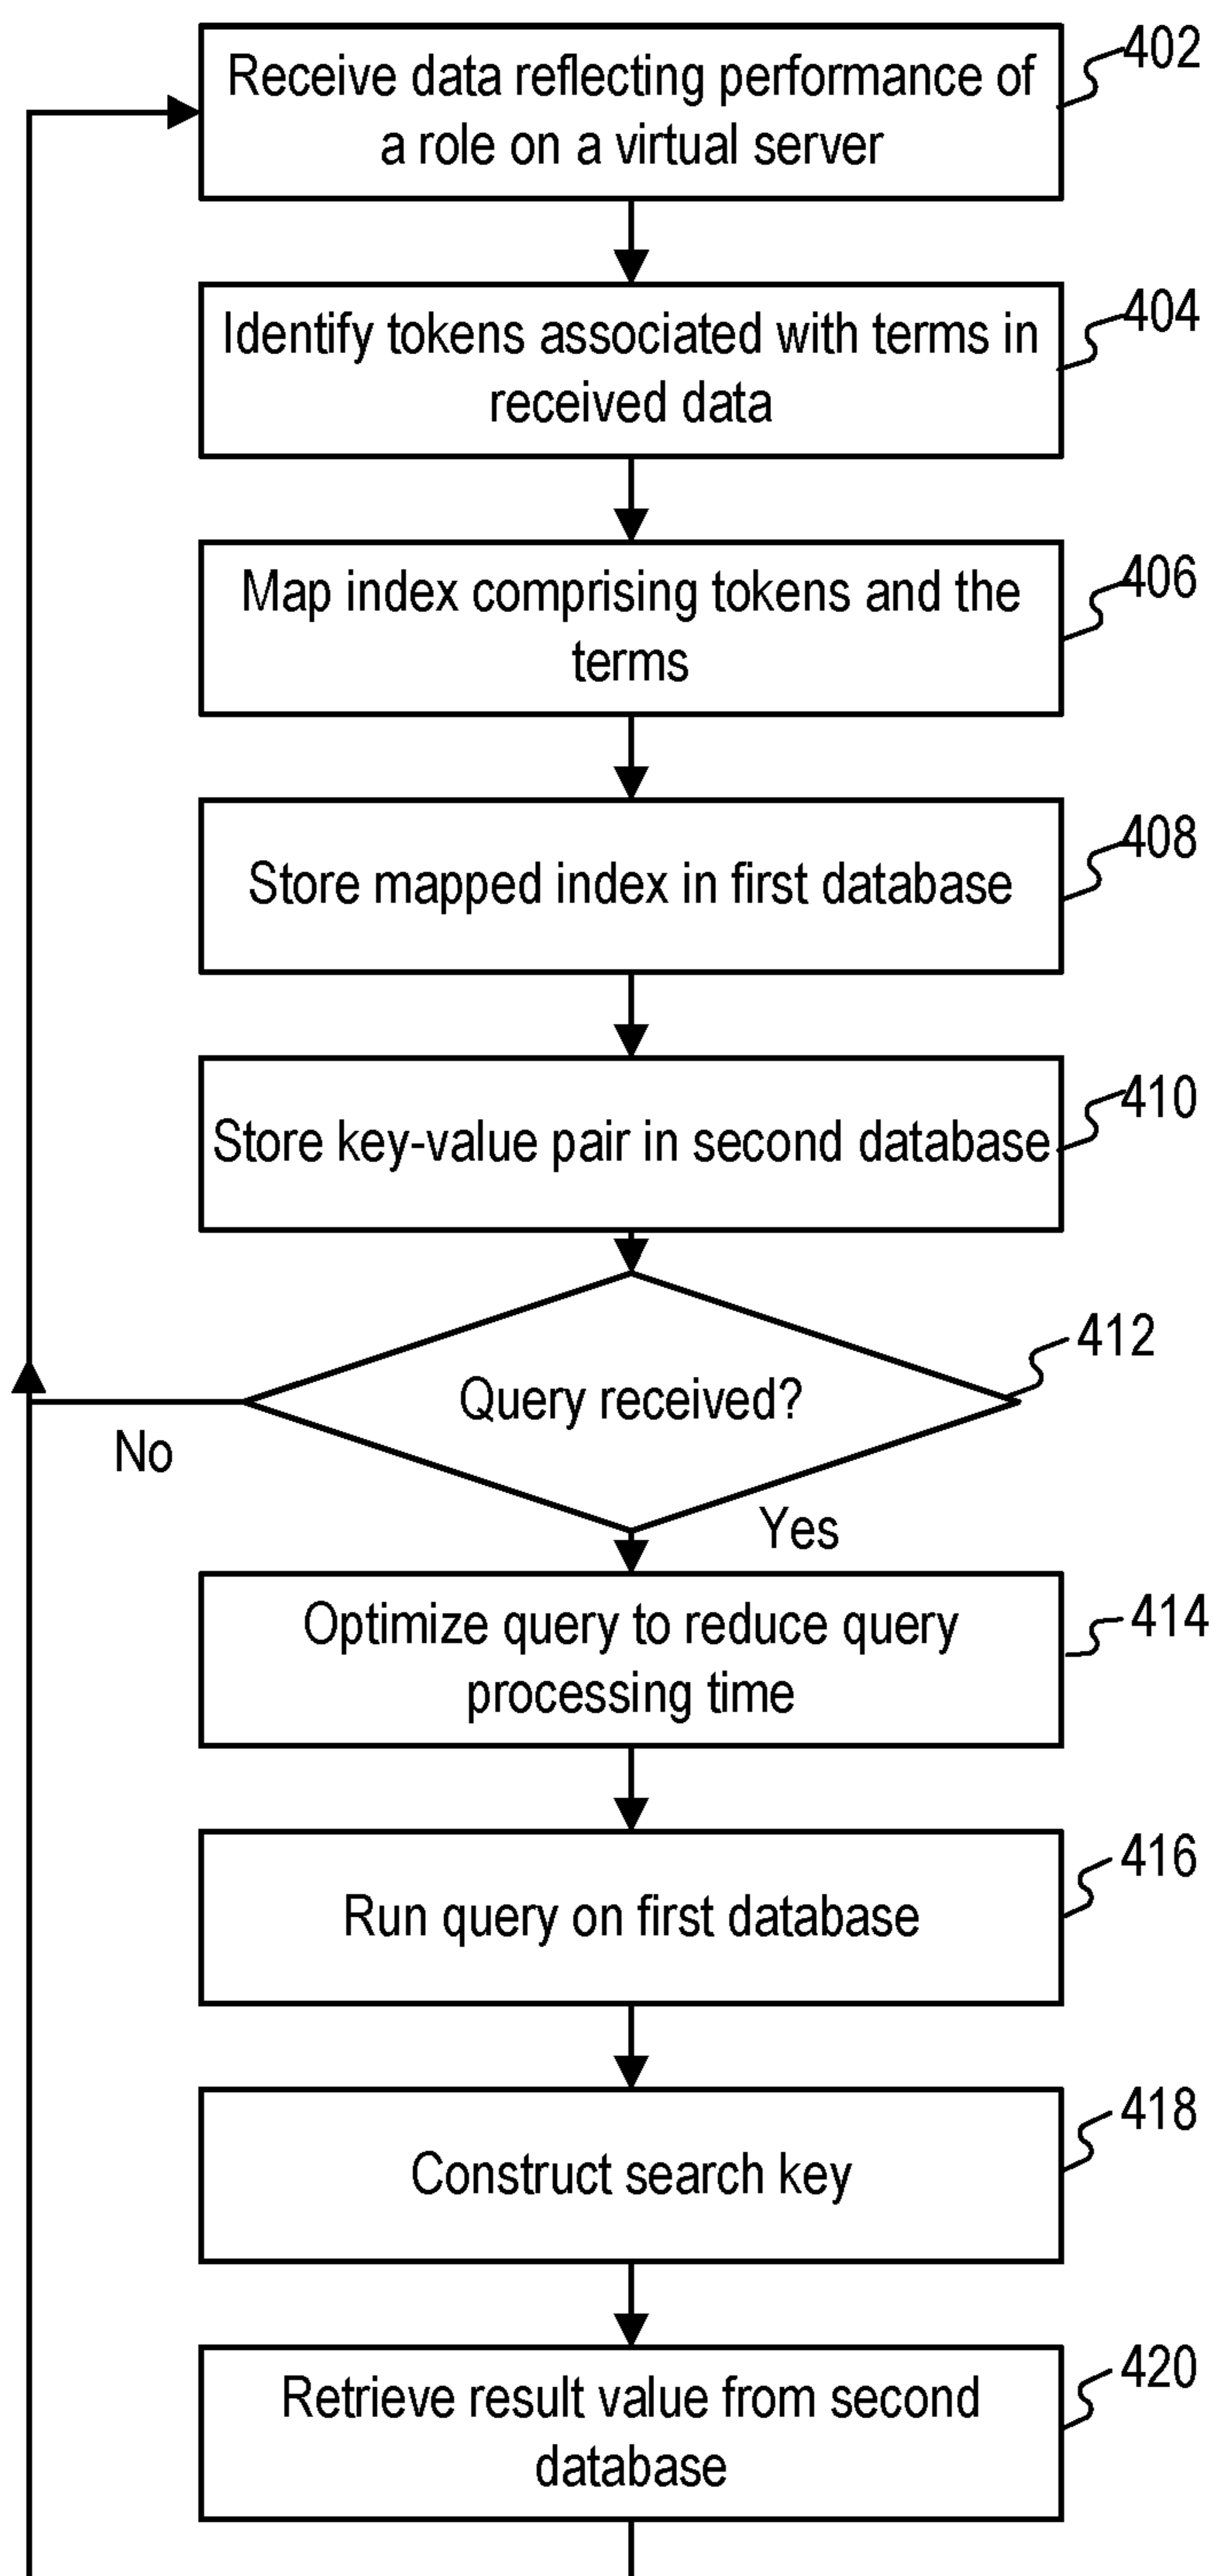 Receive data reflecting performance of
a role on a virtual server
402
Identify tokens associated with terms in
received data
404
Map index comprising tokens and the
terms
406
Store mapped index in first database
408
Store key-value pair in second database
410
Query received?
412
No
Yes
Optimize query to reduce query
processing time
414
Run query on first database
416
Construct search key
418
Retrieve result value from second
database
420